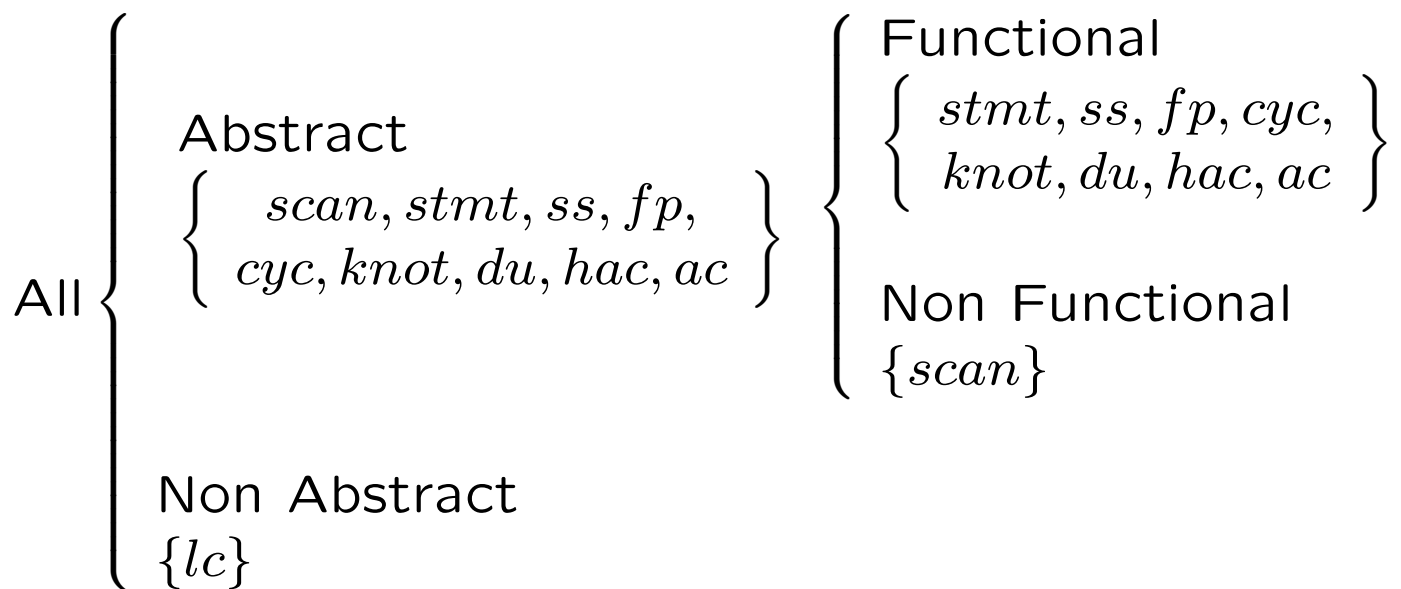 All
Abstract
{ scan, stmt, ss, fp,
cyc, knot, du, hac, ac }
Non Abstract
{lc}
Functional
{ stmt, ss, fp, cyc,
knot, du, hac, ac }
Non Functional
{scan}